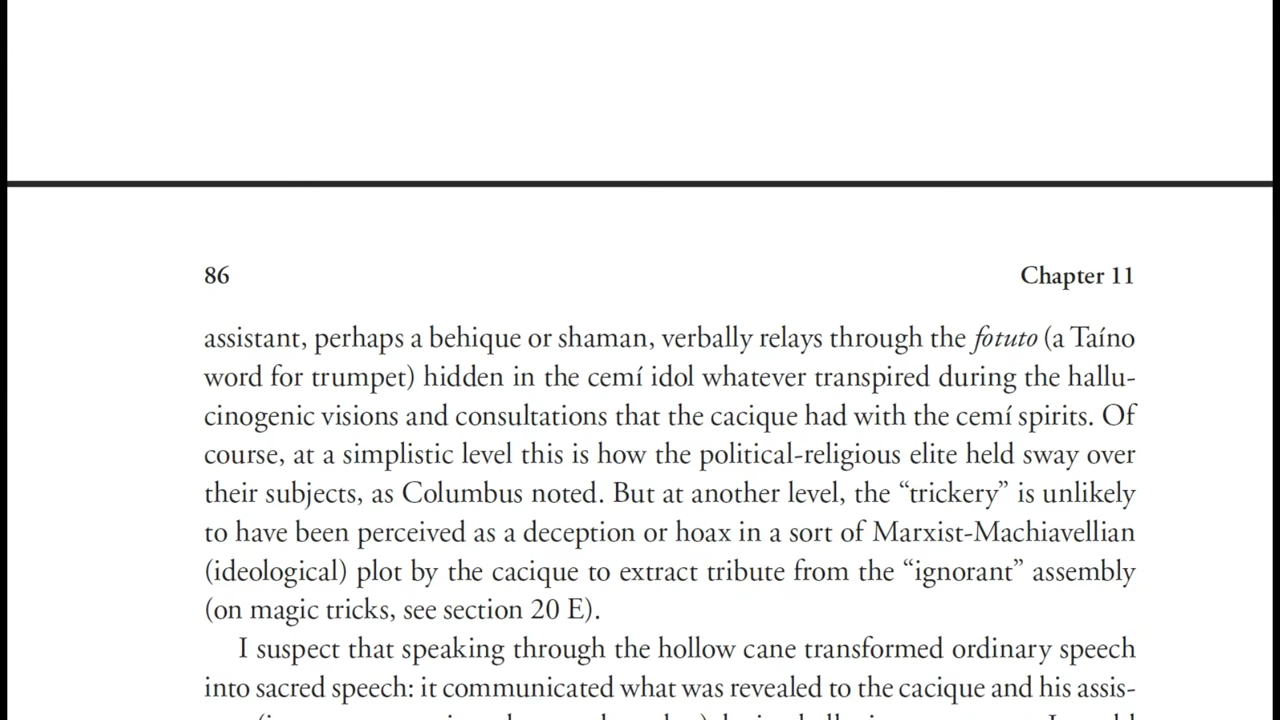 86 Chapter 11
assistant, perhaps a behique or shaman, verbally relays through the fotuto (a Taíno
word for trumpet) hidden in the cemí idol whatever transpired during the hallu-
cinogenic visions and consultations that the cacique had with the cemí spirits. Of
course, at a simplistic level this is how the political-religious elite held sway over
their subjects, as Columbus noted. But at another level, the “trickery” is unlikely
to have been perceived as a deception or hoax in a sort of Marxist-Machiavellian
(ideological) plot by the cacique to extract tribute from the “ignorant” assembly
(on magic tricks, see section 20 E).
I suspect that speaking through the hollow cane transformed ordinary speech
into sacred speech: it communicated what was revealed to the cacique and his assis-